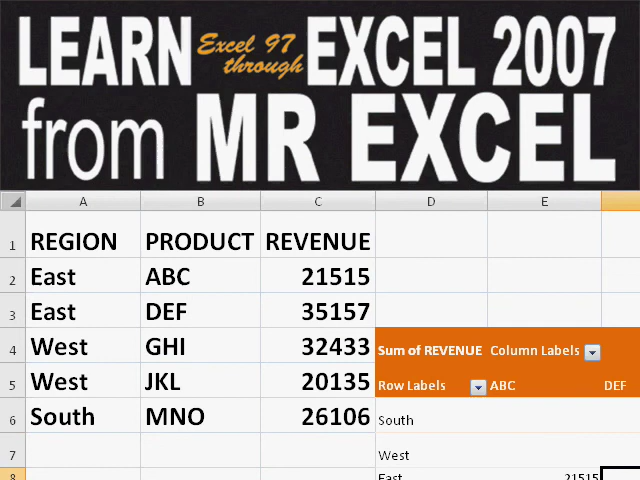 LEARN Excel 97 through EXCEL 2007
from MR EXCEL
A B C D E
1 REGION PRODUCT REVENUE
2 East ABC 21515
3 East DEF 35157
4 West GHI 32433 Sum of REVENUE Column Labels
5 West JKL 20135 Row Labels ABC DEF
6 South MNO 26106 South
7 West
8 East 21515